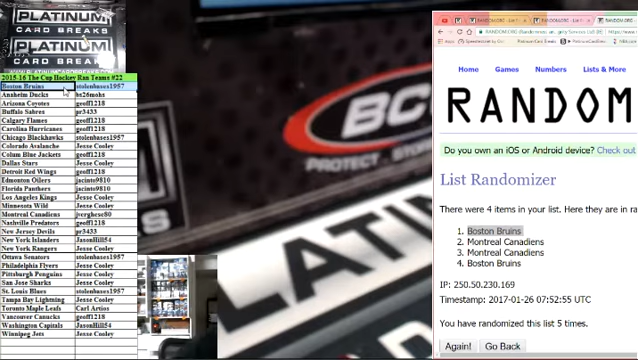 PLATINUM
CARD BREAKS
PLATINUM
CARD BREAKS
2015-16 The Cup Hockey Ran Teams #22
Boston Bruins stolenbases1957
Anaheim Ducks
Arizona Coyotes geoff1218
Buffalo Sabres pr3433
Calgary Flames geoff1218
Carolina Hurricanes geoff1218
Chicago Blackhawks stolenbases1957
Colorado Avalanche Jesse Cooley
Colum Blue Jackets geoff1218
Dallas Stars Jesse Cooley
Detroit Red Wings geoff1218
Edmonton Oilers jacinto9810
Florida Panthers jacinto9810
Los Angeles Kings Jesse Cooley
Minnesota Wild Jesse Cooley
Montreal Canadiens jverghese80
Nashville Predators geoff1218
New Jersey Devils pr3433
New York Islanders JasonHill54
New York Rangers Jesse Cooley
Ottawa Senators stolenbases1957
Philadelphia Flyers Jesse Cooley
Pittsburgh Penguins Jesse Cooley
San Jose Sharks Jesse Cooley
St. Louis Blues stolenbases1957
Tampa Bay Lightning Jesse Cooley
Toronto Maple Leafs Carl Artios
Vancouver Canucks geoff1218
Washington Capitals JasonHill54
Winnipeg Jets Jesse Cooley
BC
PROTECT
PLATIN
Home Games Numbers Lists & More
RANDOM
Do you own an iOS or Android device? Check out
List Randomizer
There were 4 items in your list. Here they are in ra
1. Boston Bruins
2. Montreal Canadiens
3. Montreal Canadiens
4. Boston Bruins
IP: 250.50.230.169
Timestamp: 2017-01-26 07:52:55 UTC
You have randomized this list 5 times.
Again! Go Back